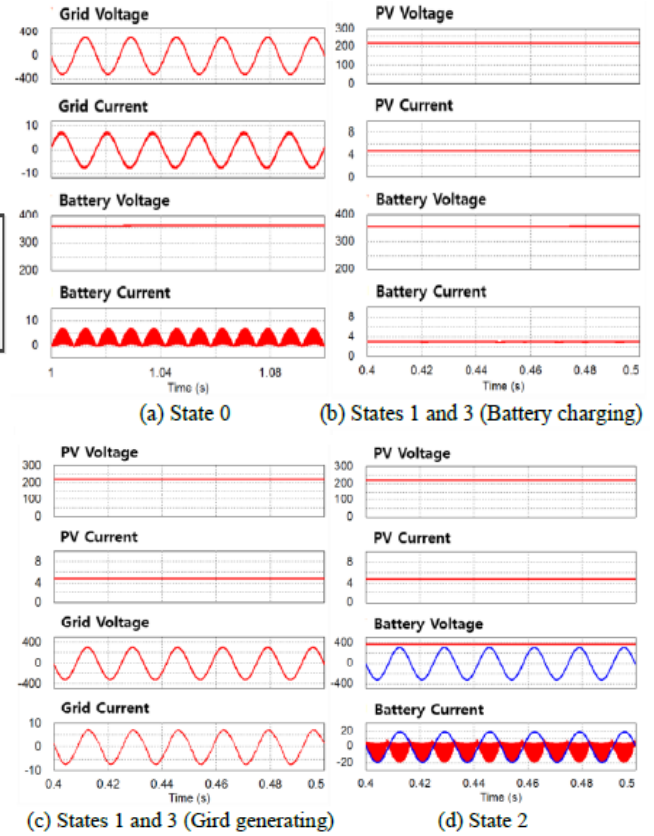 Grid Voltage
400
0
-400
Grid Current
10
0
-10
Battery Voltage
400
300
200
Battery Current
10
0
1
1.04
1.08
Time (s)
(a) State 0
PV Voltage
300
200
100
0
PV Current
8
4
0
Battery Voltage
400
300
200
Battery Current
8
4
0
0.4
0.42
0.44
0.46
0.48
0.5
Time (s)
(b) States 1 and 3 (Battery charging)
PV Voltage
300
200
100
0
PV Current
8
4
0
Grid Voltage
400
0
-400
Grid Current
10
0
-10
0.4
0.42
0.44
0.46
0.48
0.5
Time (s)
(c) States 1 and 3 (Gird generating)
PV Voltage
300
200
100
0
PV Current
8
4
0
Battery Voltage
400
0
-400
Battery Current
20
0
-20
0.4
0.42
0.44
0.46
0.48
0.5
Time (s)
(d) State 2